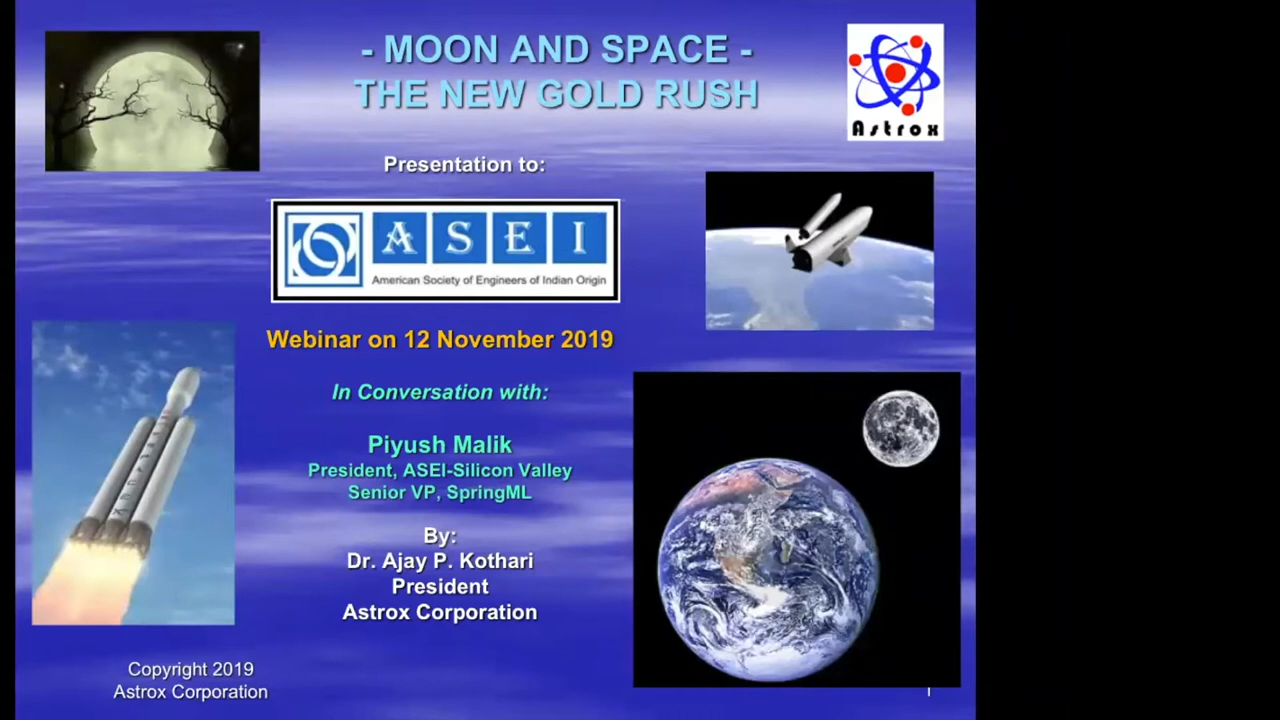 - MOON AND SPACE -
THE NEW GOLD RUSH
Astrox
Presentation to:
ASEI
American Society of Engineers of Indian Origin
Webinar on 12 November 2019
In Conversation with:
Piyush Malik
President, ASEI-Silicon Valley
Senior VP, SpringML
By:
Dr. Ajay P. Kothari
President
Astrox Corporation
SPACEX
Copyright 2019
Astrox Corporation
1